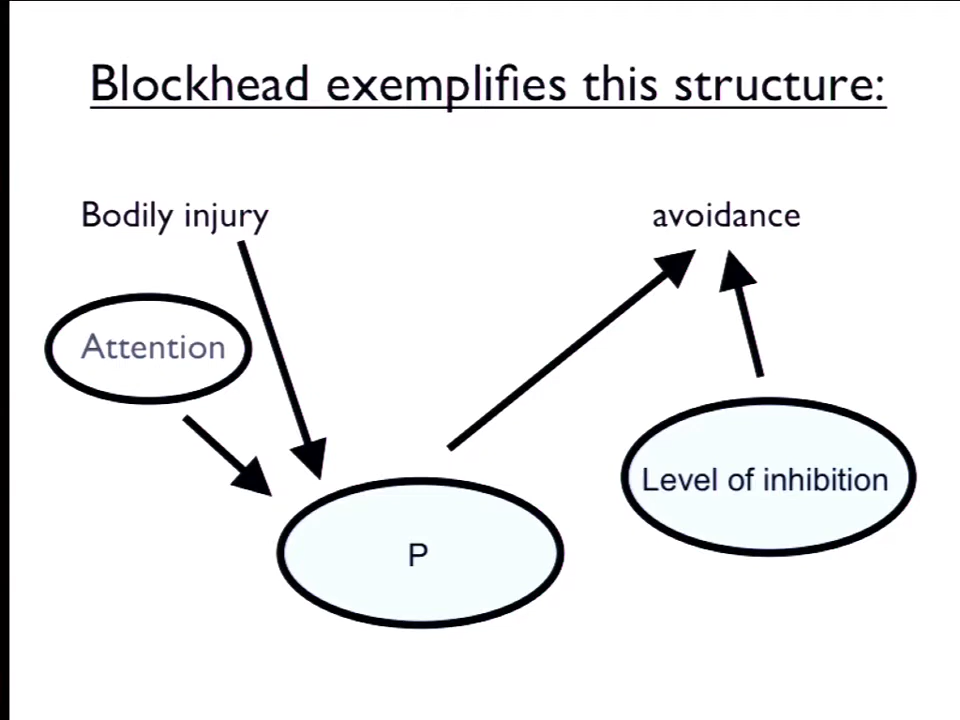 Blockhead exemplifies this structure:
Bodily injury
avoidance
Attention
Level of inhibition
P